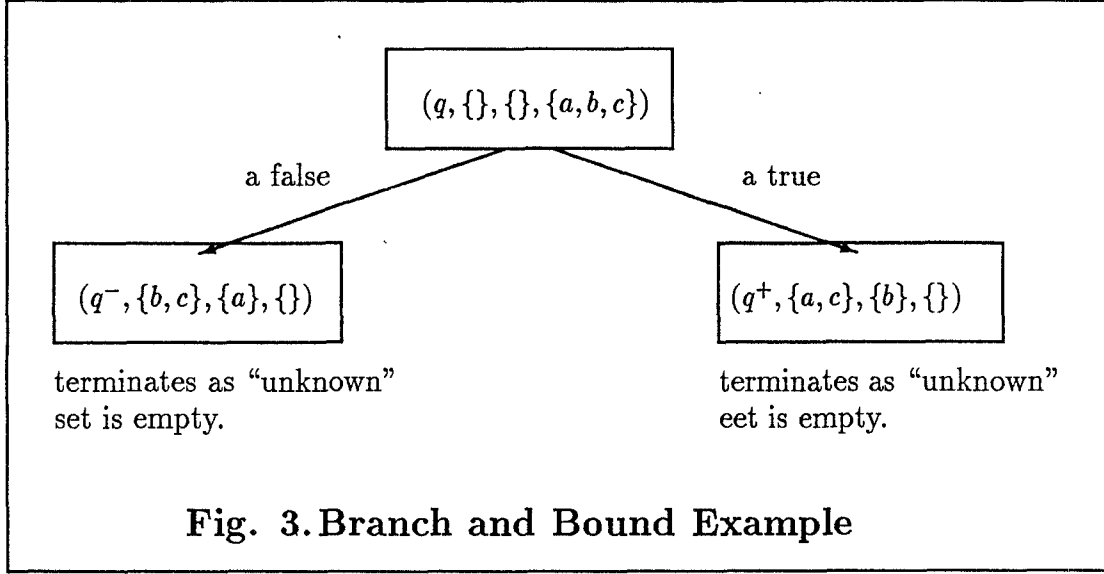 (q, {}, {}, {a, b, c})
a false
a true
(q⁻, {b, c}, {a}, {})
(q⁺, {a, c}, {b}, {})
terminates as “unknown”
set is empty.
terminates as “unknown”
eet is empty.
Fig. 3. Branch and Bound Example